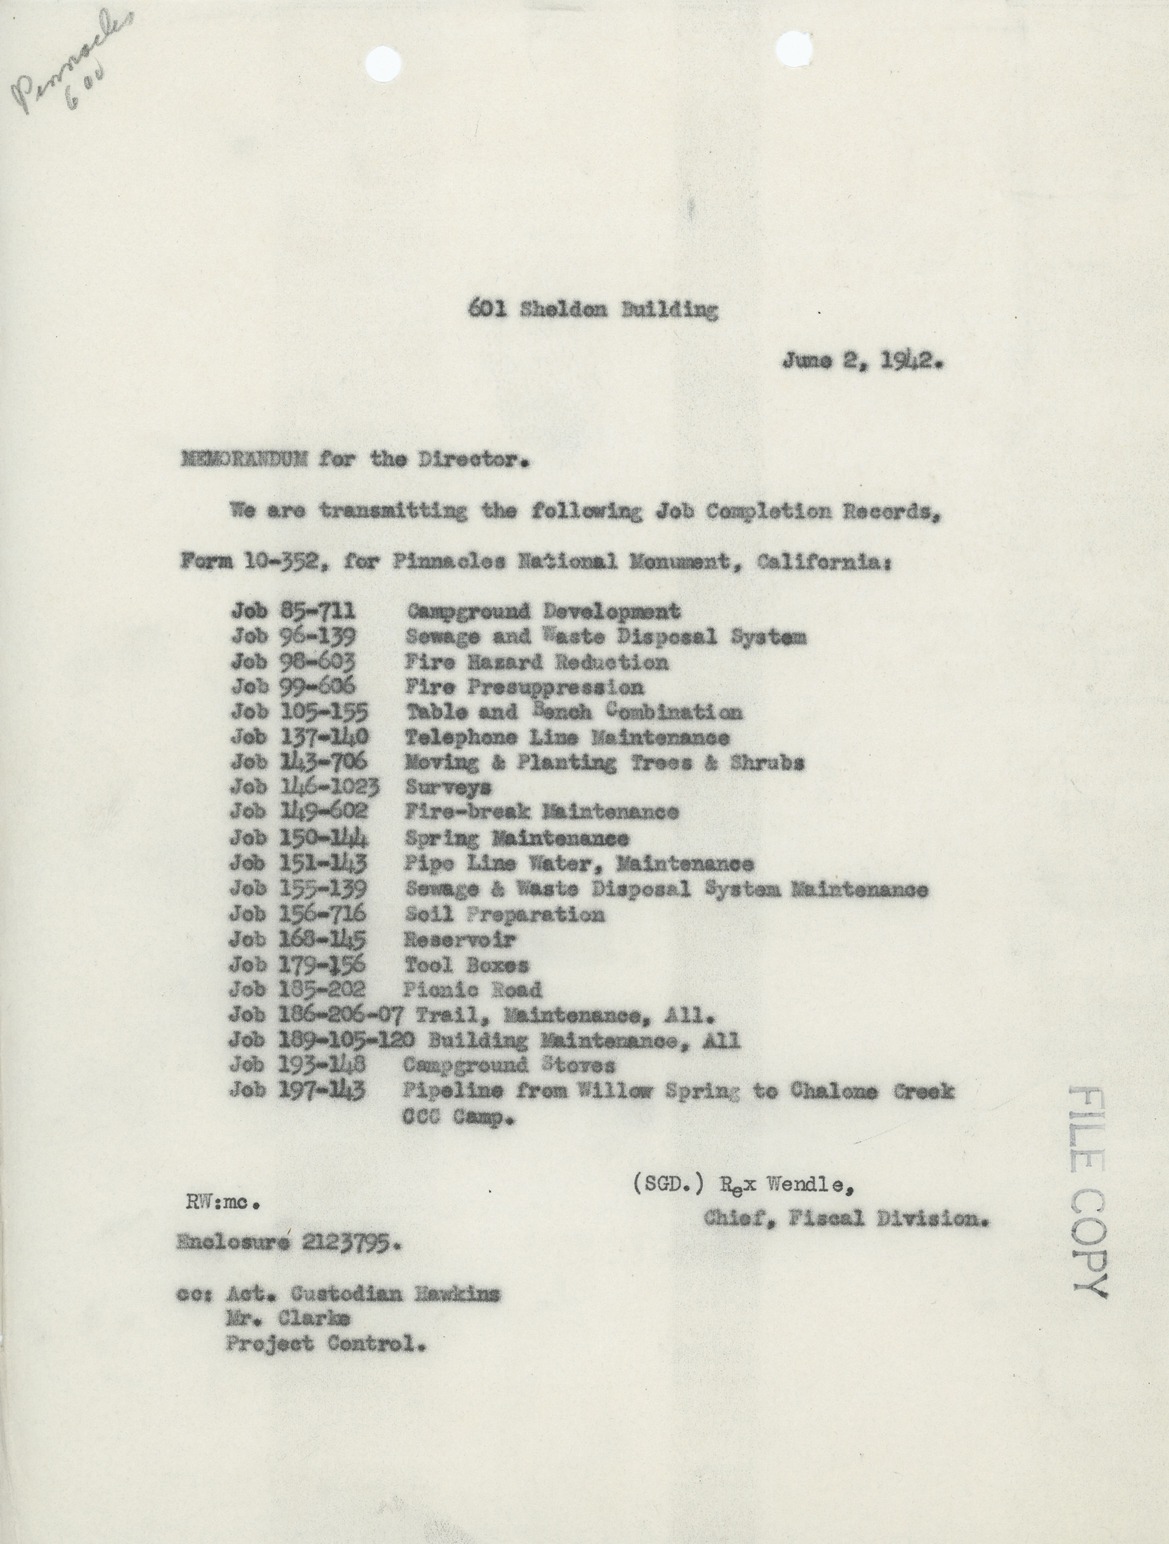 Pinnacles
600
601 Sheldon Building
June 2, 1942.
MEMORANDUM for the Director.
We are transmitting the following Job Completion Records,
Form 10-352, for Pinnacles National Monument, California:
Job 85-711 Campground Development
Job 96-139 Sewage and Waste Disposal System
Job 98-603 Fire Hazard Reduction
Job 99-606 Fire Presuppression
Job 105-155 Table and Bench Combination
Job 137-140 Telephone Line Maintenance
Job 143-706 Moving & Planting Trees & Shrubs
Job 146-1023 Surveys
Job 149-602 Fire-break Maintenance
Job 150-144 Spring Maintenance
Job 151-143 Pipe Line Water, Maintenance
Job 155-139 Sewage & Waste Disposal System Maintenance
Job 156-716 Soil Preparation
Job 168-145 Reservoir
Job 179-156 Tool Boxes
Job 185-202 Picnic Road
Job 186-206-07 Trail, Maintenance, All.
Job 189-105-120 Building Maintenance, All
Job 193-148 Campground Stoves
Job 197-143 Pipeline from Willow Spring to Chalone Creek
CCC Camp.
(SGD.) Rex Wendle,
RW:mc.
Chief, Fiscal Division.
Enclosure 2123795.
cc: Act. Custodian Hawkins
Mr. Clarke
Project Control.
FILE COPY